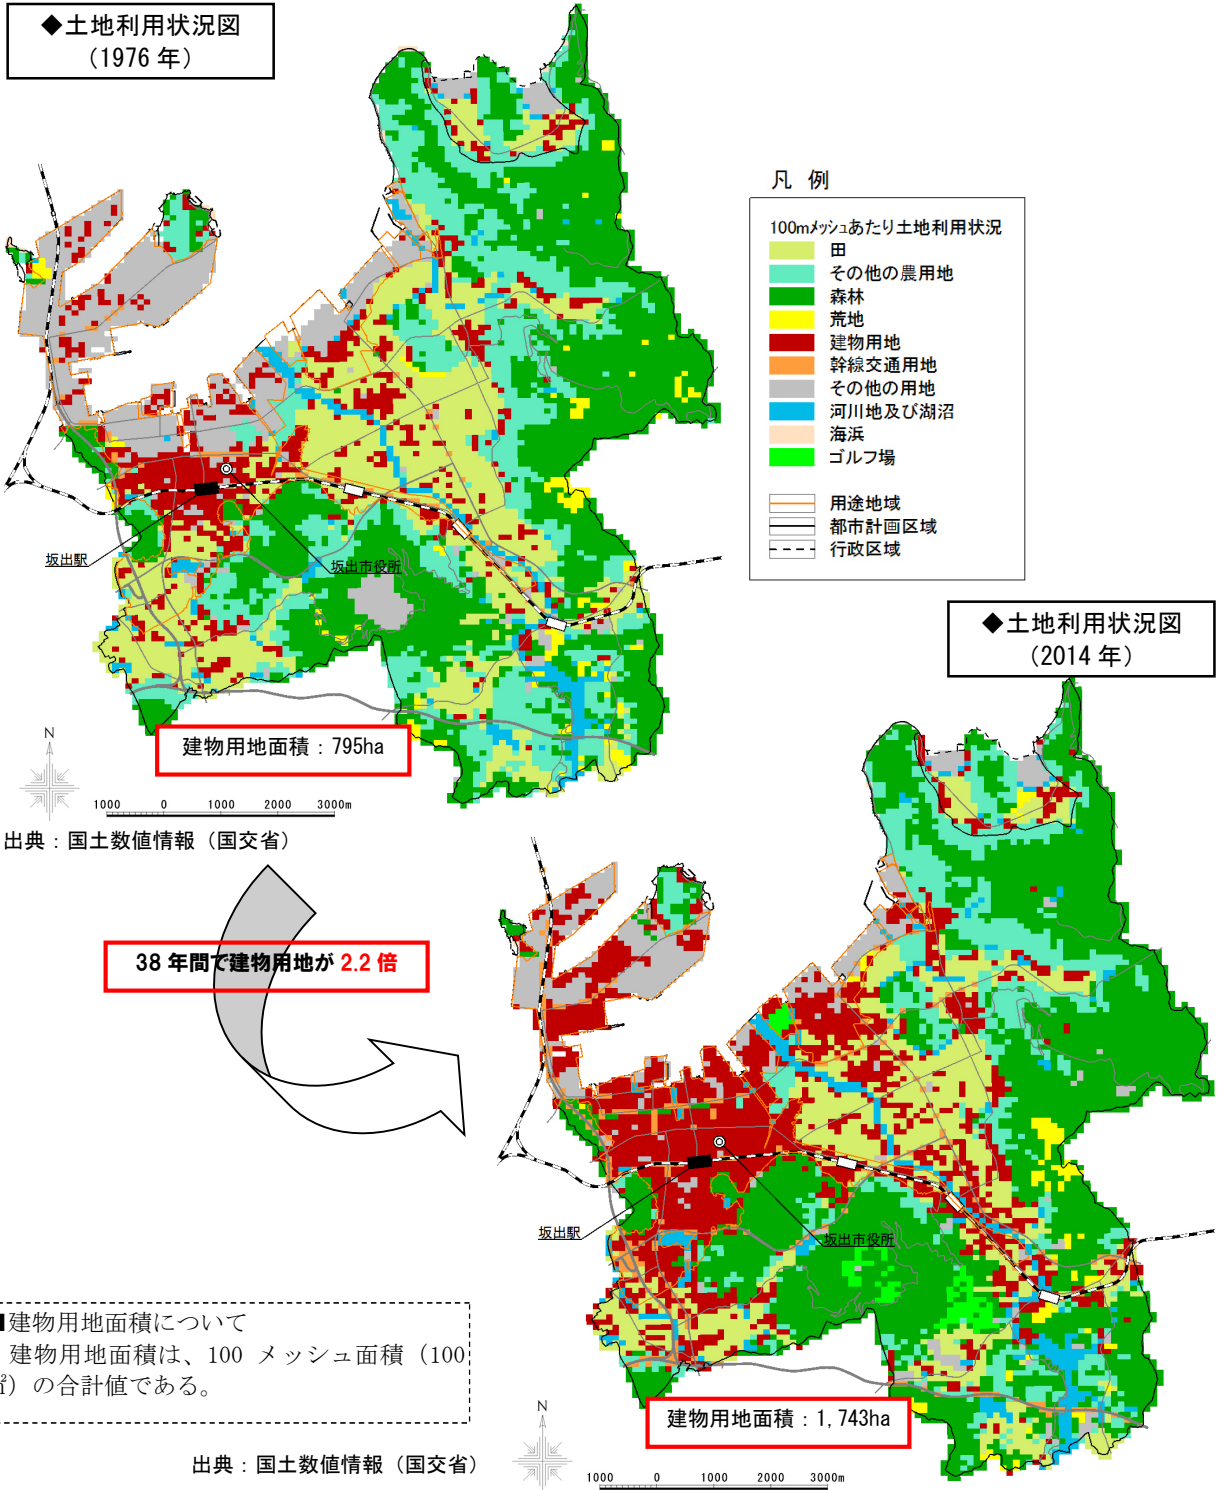 ◆土地利用状況図
（1976 年）
凡 例
100mメッシュあたり土地利用状況
田
その他の農用地
森林
荒地
建物用地
幹線交通用地
その他の用地
河川地及び湖沼
海浜
ゴルフ場
用途地域
都市計画区域
行政区域
坂出駅
坂出市役所
◆土地利用状況図
（2014 年）
建物用地面積：795ha
N
1000 0 1000 2000 3000m
出典：国土数値情報（国交省）
38 年間で建物用地が 2.2 倍
坂出駅
坂出市役所
■建物用地面積について
建物用地面積は、100 メッシュ面積（100
㎡）の合計値である。
建物用地面積：1,743ha
N
出典：国土数値情報（国交省）
1000 0 1000 2000 3000m